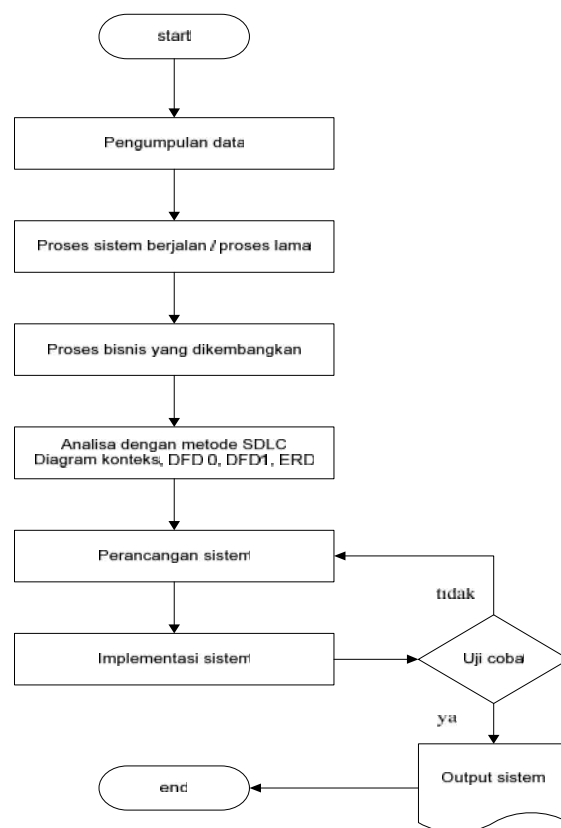 start
Pengumpulan data
Proses sistem berjalan / proses lama
Proses bisnis yang dikembangkan
Analisa dengan metode SDLC
Diagram konteks, DFD 0, DFD1, ERD
Perancangan sistem
tidak
Implementasi sistem
Uji coba
ya
Output sistem
end